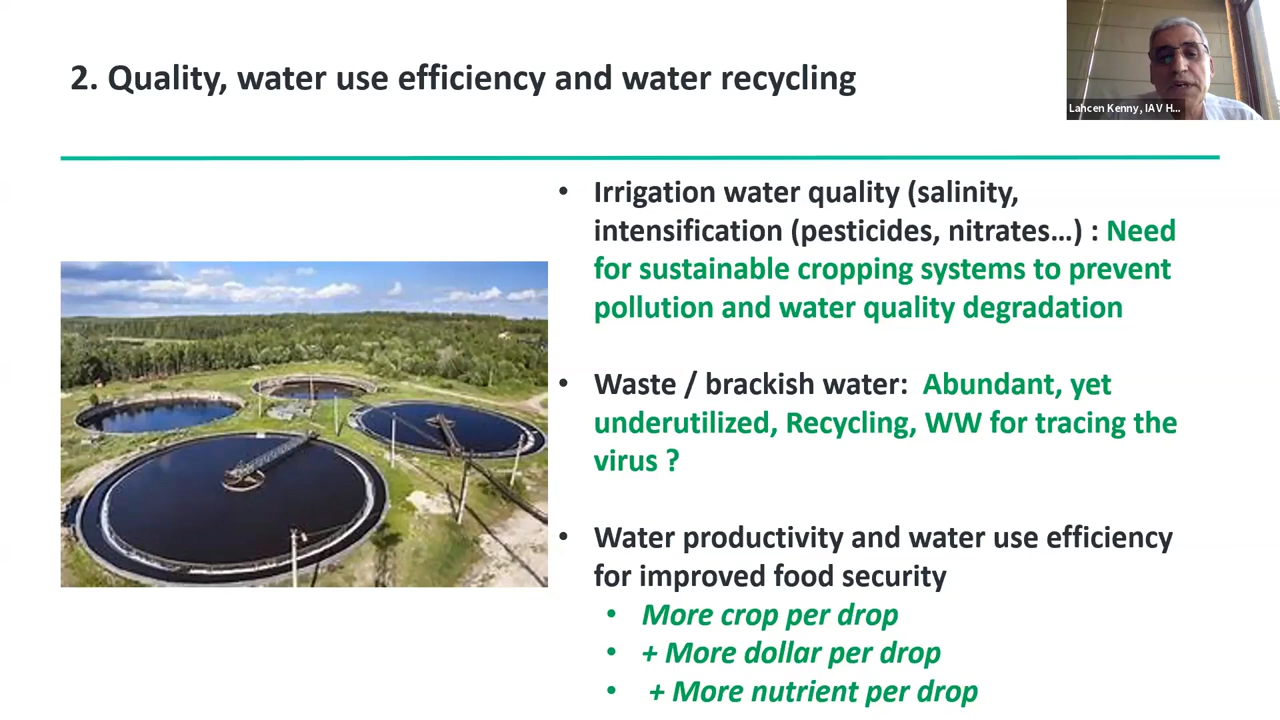 2. Quality, water use efficiency and water recycling
Lahcen Kenny, IAV H...
• Irrigation water quality (salinity,
intensification (pesticides, nitrates…) : Need
for sustainable cropping systems to prevent
pollution and water quality degradation
• Waste / brackish water: Abundant, yet
underutilized, Recycling, WW for tracing the
virus ?
• Water productivity and water use efficiency
for improved food security
• More crop per drop
• + More dollar per drop
• + More nutrient per drop